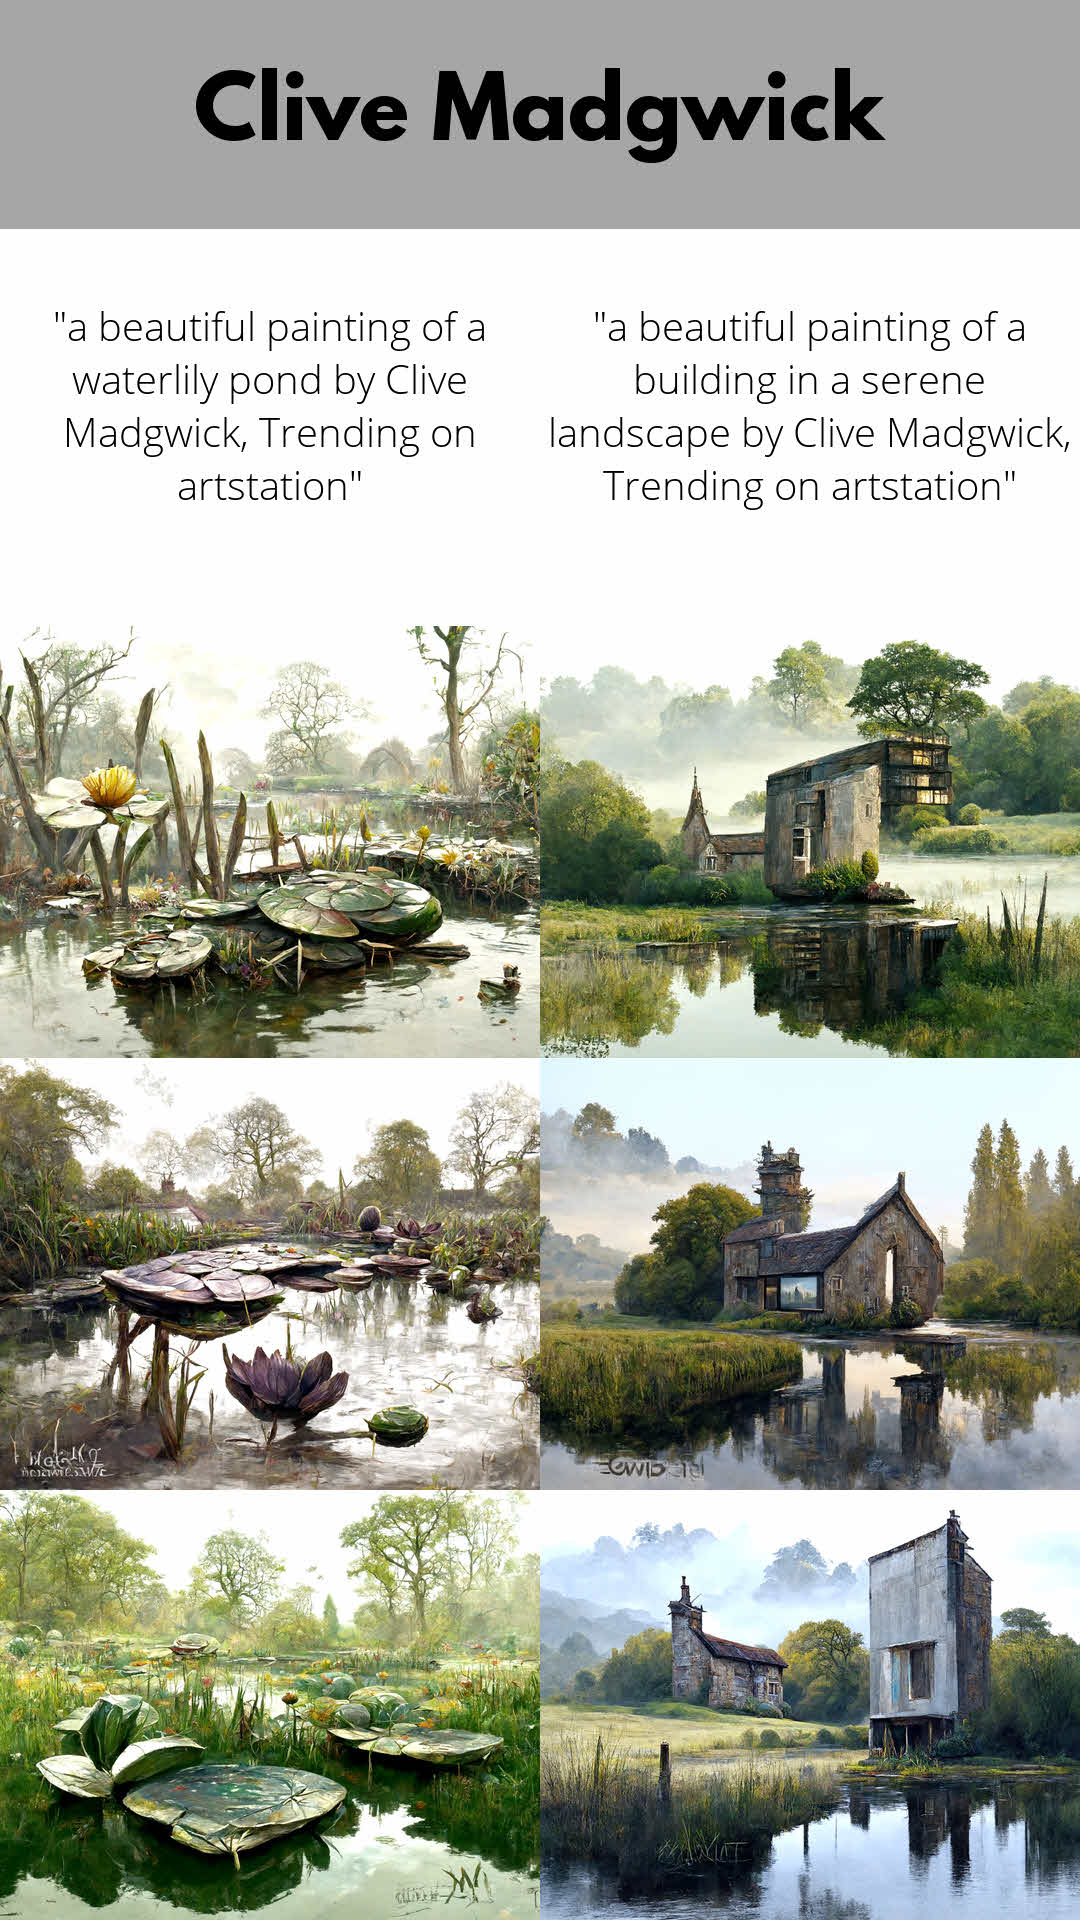 Clive Madgwick
"a beautiful painting of a
waterlily pond by Clive
Madgwick, Trending on
artstation"
"a beautiful painting of a
building in a serene
landscape by Clive Madgwick,
Trending on artstation"